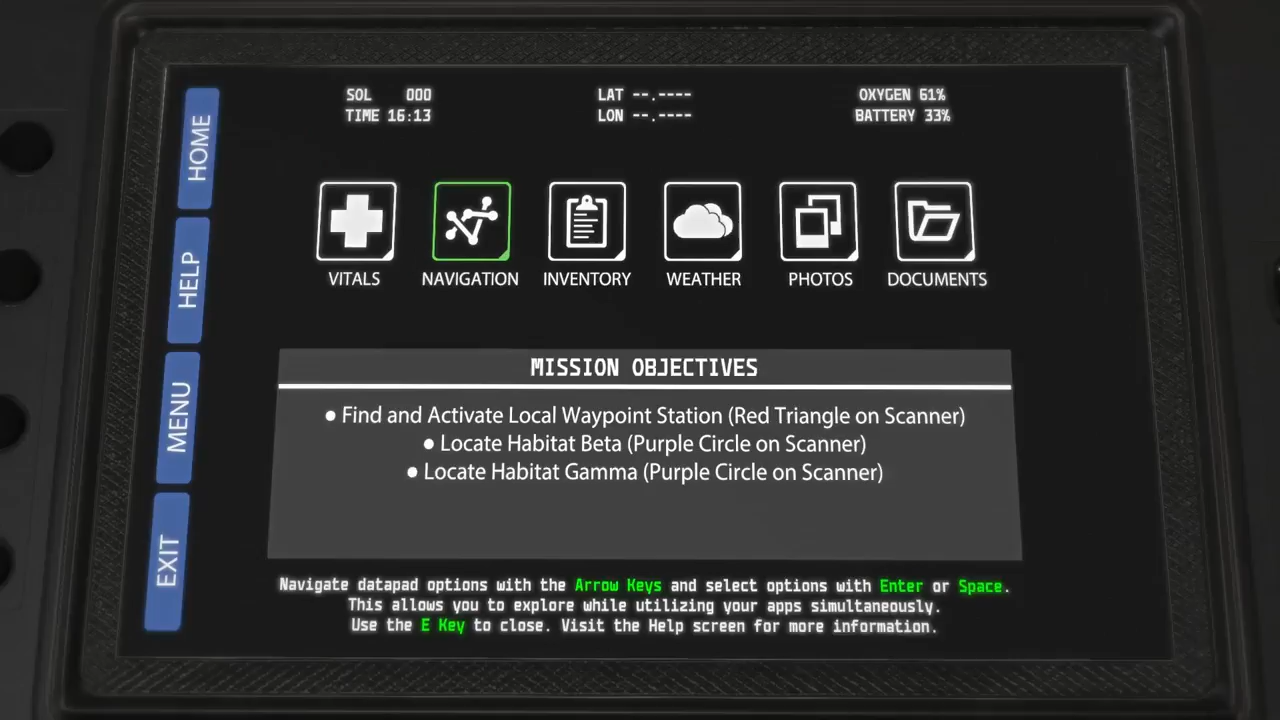 SOL 000
TIME 16:13
LAT --.----
LON --.----
OXYGEN 61%
BATTERY 33%
HOME
HELP
MENU
EXIT
VITALS
NAVIGATION
INVENTORY
WEATHER
PHOTOS
DOCUMENTS
MISSION OBJECTIVES
● Find and Activate Local Waypoint Station (Red Triangle on Scanner)
● Locate Habitat Beta (Purple Circle on Scanner)
● Locate Habitat Gamma (Purple Circle on Scanner)
Navigate datapad options with the Arrow Keys and select options with Enter or Space.
This allows you to explore while utilizing your apps simultaneously.
Use the E Key to close. Visit the Help screen for more information.